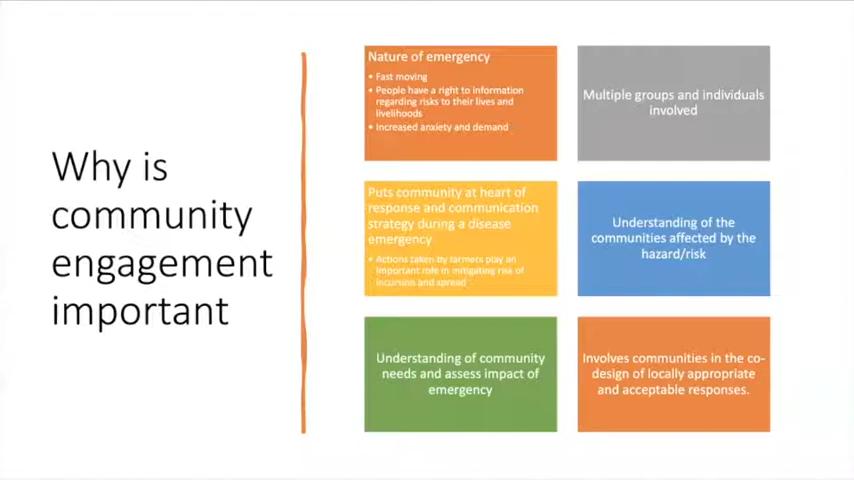 Why is
community
engagement
important
Nature of emergency
• Fast moving
• People have a right to information
regarding risks to their lives and
livelihoods
• Increased anxiety and demand
Multiple groups and individuals
involved
Puts community at heart of
response and communication
strategy during a disease
emergency
• Actions taken by farmers play an
important role in mitigating risk of
incursion and spread
Understanding of the
communities affected by the
hazard/risk
Understanding of community
needs and assess impact of
emergency
Involves communities in the co-
design of locally appropriate
and acceptable responses.